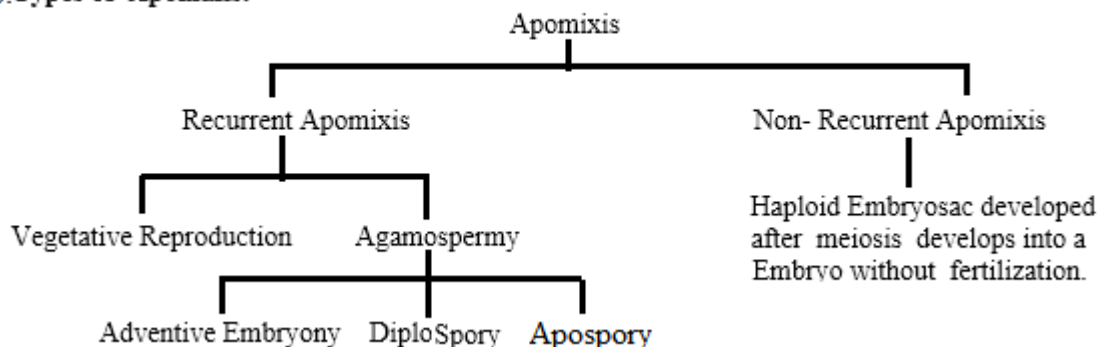 Types of Apomixis:
Apomixis
Recurrent Apomixis Non- Recurrent Apomixis
Vegetative Reproduction Agamospermy
Haploid Embryosac developed
after meiosis develops into a
Embryo without fertilization.
Adventive Embryony DiploSpory Apospory